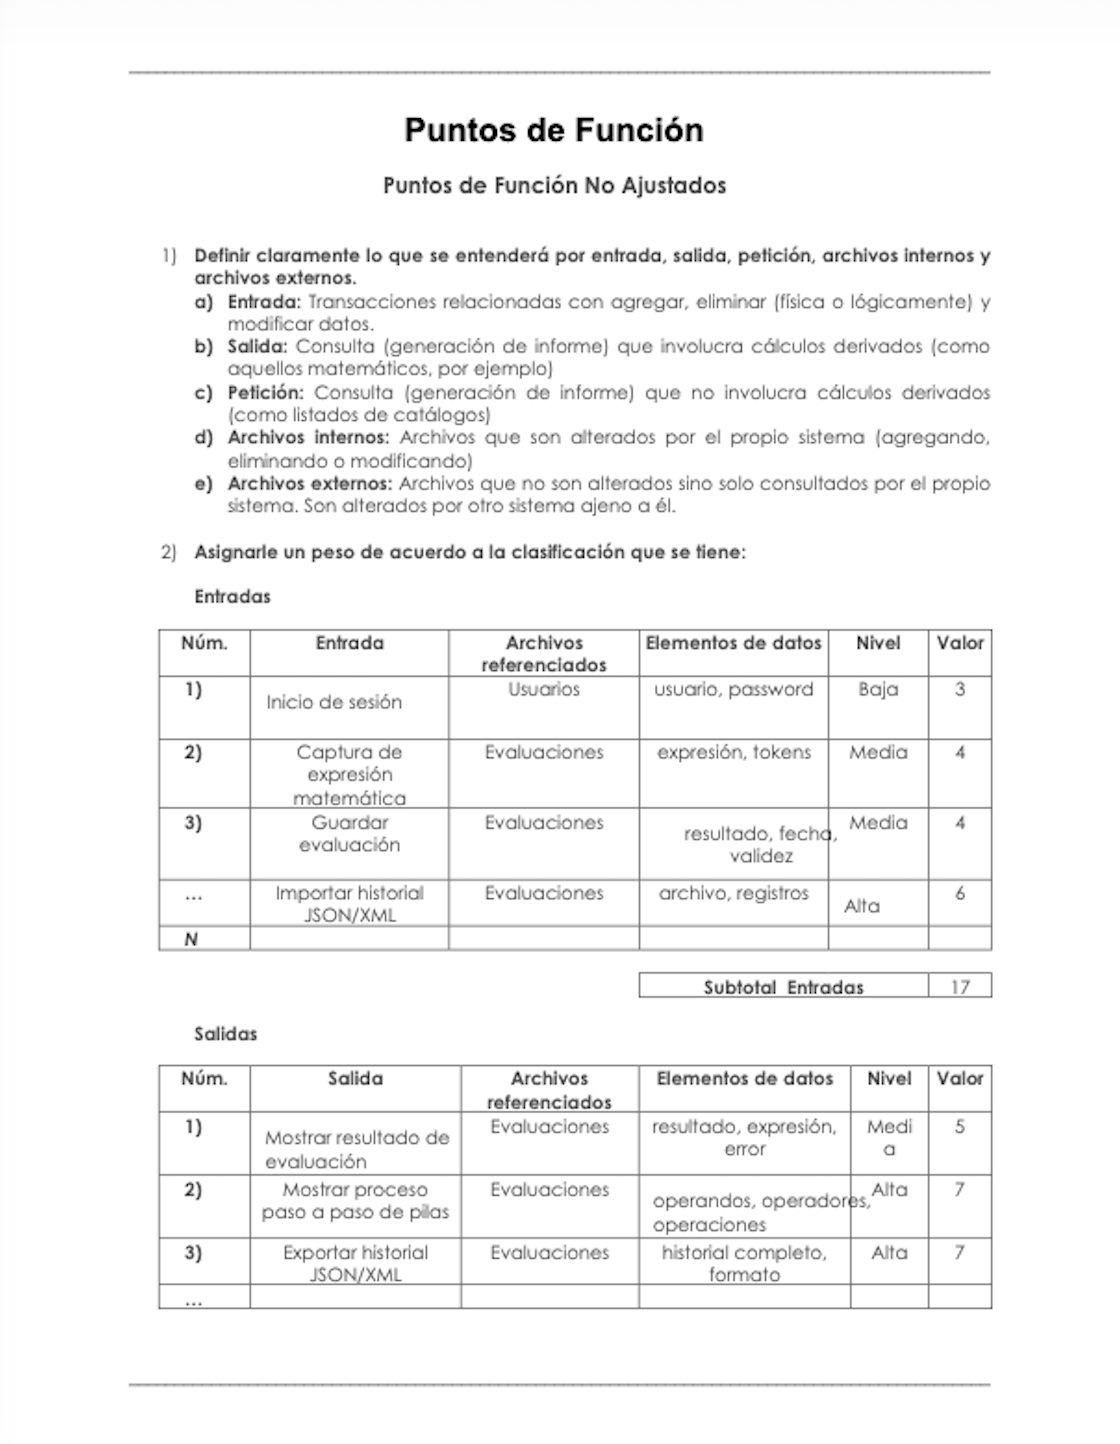 Puntos de Función
Puntos de Función No Ajustados
1) Definir claramente lo que se entenderá por entrada, salida, petición, archivos internos y
archivos externos.
a) Entrada: Transacciones relacionadas con agregar, eliminar (física o lógicamente) y
modificar datos.
b) Salida: Consulta (generación de informe) que involucra cálculos derivados (como
aquellos matemáticos, por ejemplo)
c) Petición: Consulta (generación de informe) que no involucra cálculos derivados
(como listados de catálogos)
d) Archivos internos: Archivos que son alterados por el propio sistema (agregando,
eliminando o modificando)
e) Archivos externos: Archivos que no son alterados sino solo consultados por el propio
sistema. Son alterados por otro sistema ajeno a él.
2) Asignarle un peso de acuerdo a la clasificación que se tiene:
Entradas
Núm. Entrada Archivos Elementos de datos Nivel Valor
referenciados
1) Usuarios usuario, password Baja 3
Inicio de sesión
2) Captura de Evaluaciones expresión, tokens Media 4
expresión
matemática
3) Guardar Evaluaciones Media 4
resultado, fecha,
evaluación
validez
... Importar historial Evaluaciones archivo, registros 6
Alta
JSON/XML
N
Subtotal Entradas 17
Salidas
Núm. Salida Archivos Elementos de datos Nivel Valor
referenciados
1) Evaluaciones resultado, expresión, Medi 5
Mostrar resultado de error a
evaluación
2) Mostrar proceso Evaluaciones Alta 7
operandos, operadores,
paso a paso de pilas
operaciones
3) Exportar historial Evaluaciones historial completo, Alta 7
JSON/XML formato
...